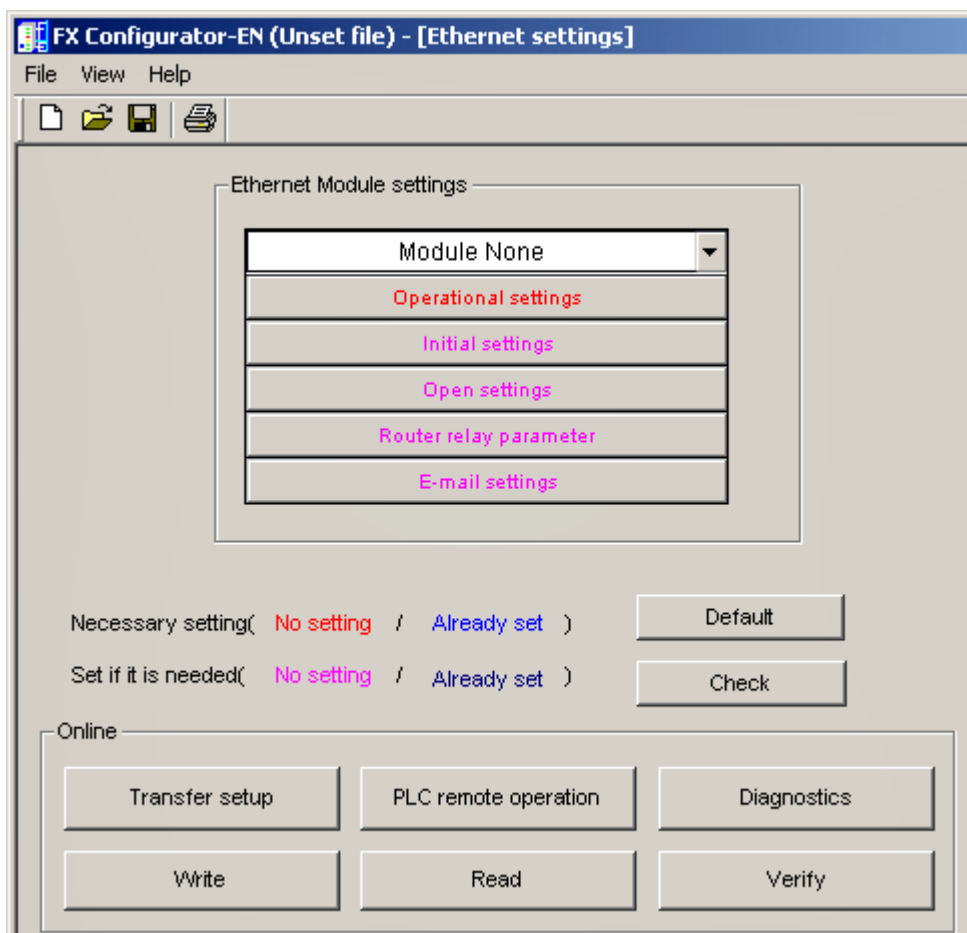 FX Configurator-EN (Unset file) - [Ethernet settings]
File View Help
Ethernet Module settings
Module None
Operational settings
Initial settings
Open settings
Router relay parameter
E-mail settings
Necessary setting( No setting / Already set ) Default
Set if it is needed( No setting / Already set ) Check
Online
Transfer setup PLC remote operation Diagnostics
Write Read Verify